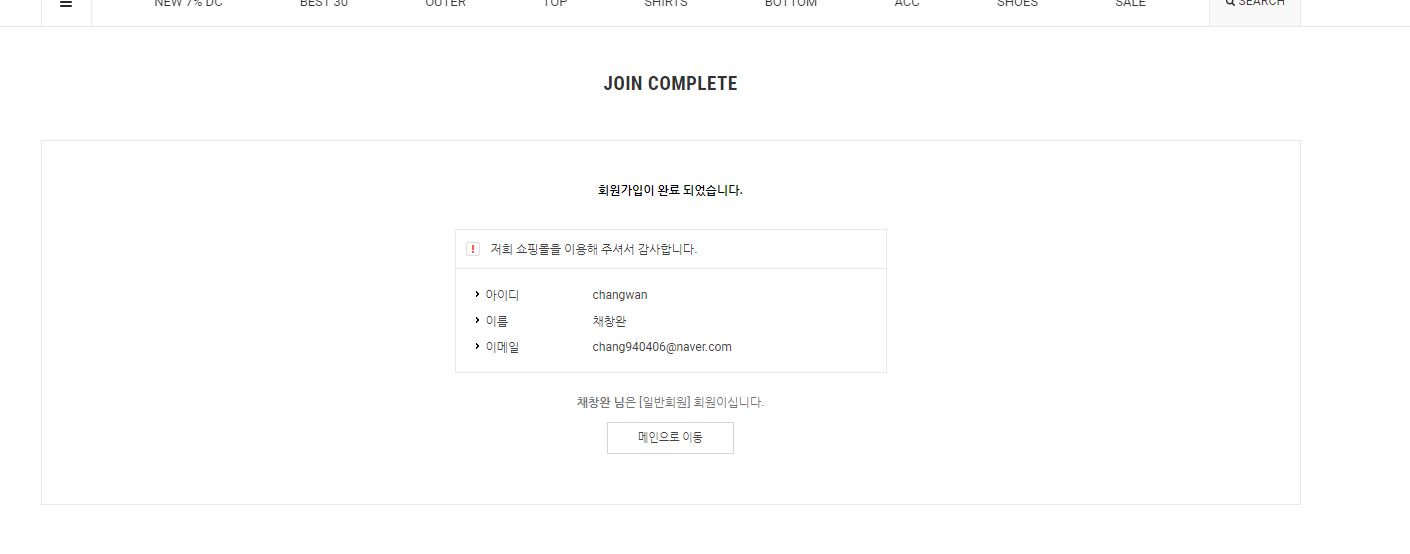 NEW 7% DC BEST 30 OUTER TOP SHIRTS BOTTOM ACC SHOES SALE SEARCH
JOIN COMPLETE
회원가입이 완료 되었습니다.
저희 쇼핑몰을 이용해 주셔서 감사합니다.
아이디 changwan
이름 채창완
이메일 chang940406@naver.com
채창완 님은 [일반회원] 회원이십니다.
메인으로 이동